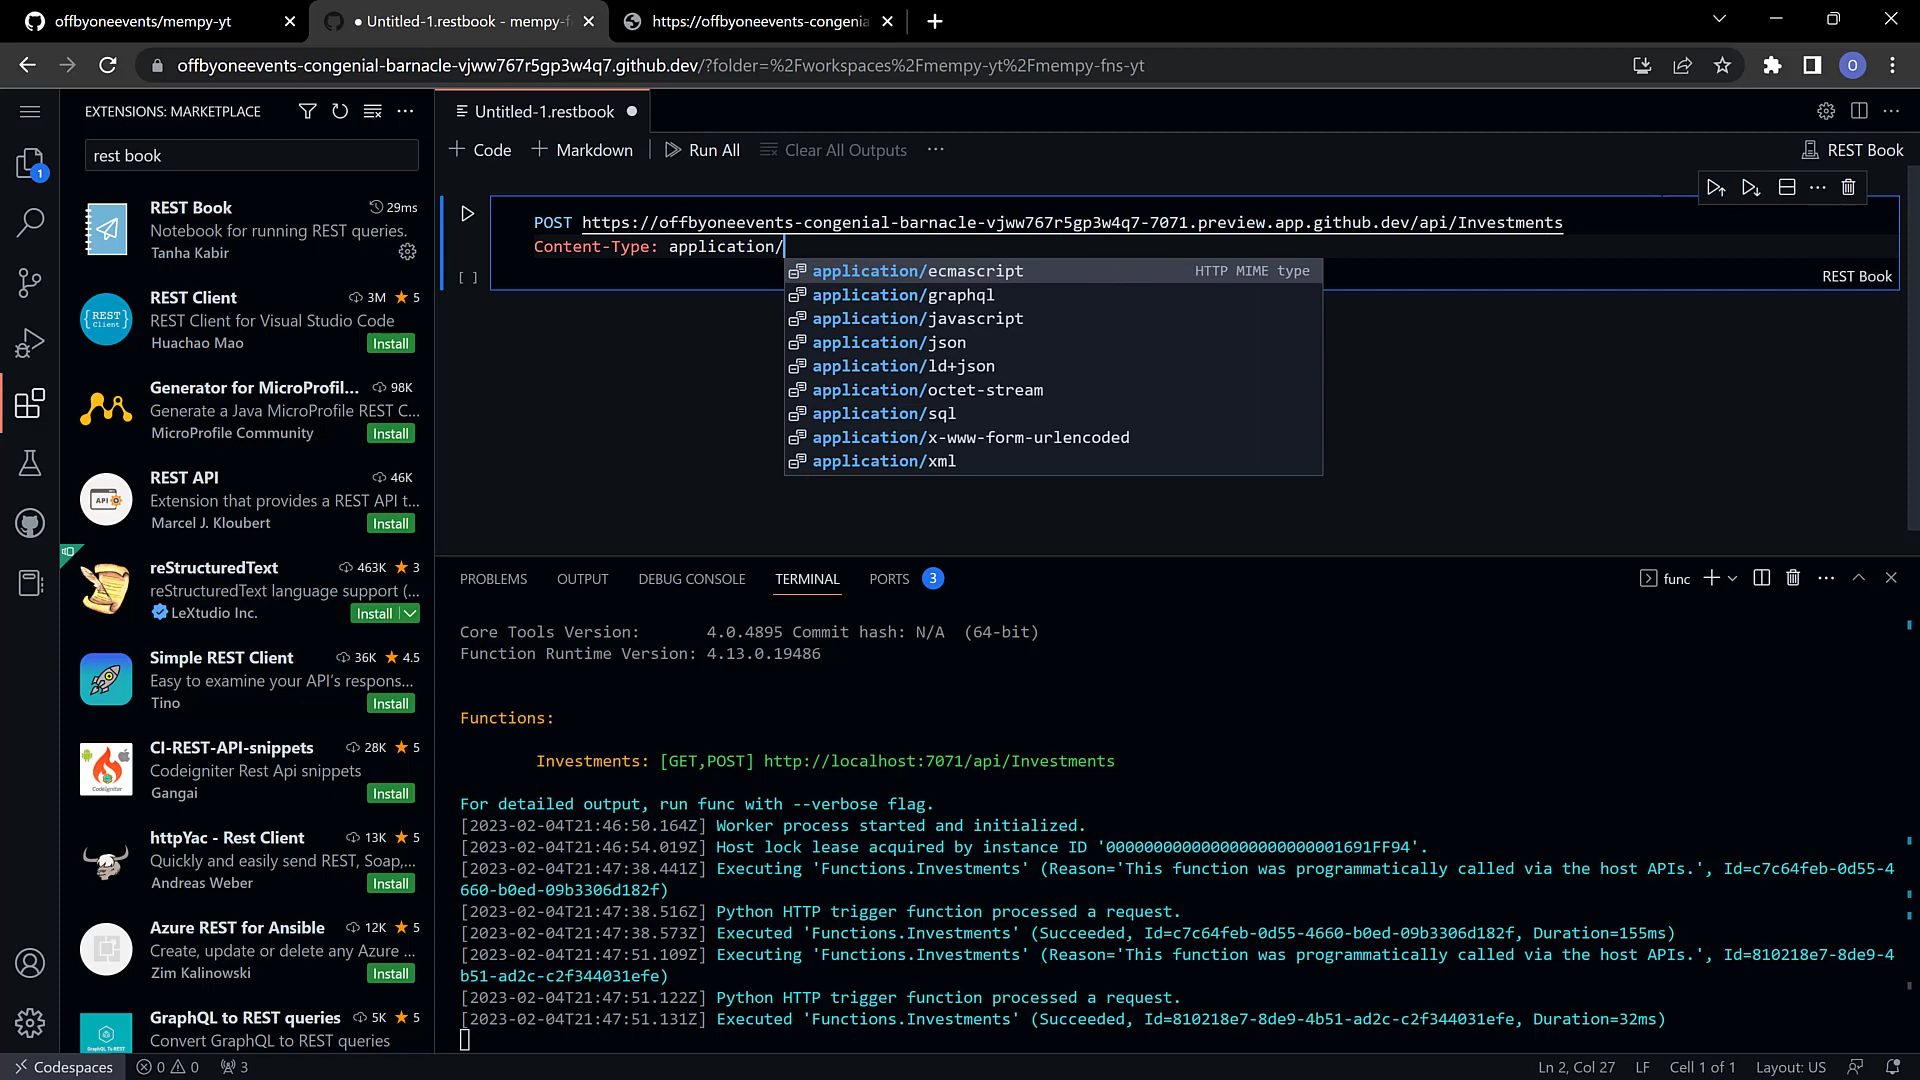 offbyoneevents/mempy-yt
● Untitled-1.restbook - mempy-f
https://offbyoneevents-congenia
offbyoneevents-congenial-barnacle-vjww767r5gp3w4q7.github.dev/?folder=%2Fworkspaces%2Fmempy-yt%2Fmempy-fns-yt
O
EXTENSIONS: MARKETPLACE
rest book
1
REST Book
29ms
Notebook for running REST queries.
Tanha Kabir
REST Client
3M ★ 5
REST Client for Visual Studio Code
Huachao Mao
Install
{REST Client}
Generator for MicroProfil...
98K
Generate a Java MicroProfile REST C...
MicroProfile Community
Install
REST API
46K
Extension that provides a REST API t...
Marcel J. Kloubert
Install
API
reStructuredText
463K ★ 3
reStructuredText language support (...
LeXtudio Inc.
Install
Simple REST Client
36K ★ 4.5
Easy to examine your API's respons...
Tino
Install
CI-REST-API-snippets
28K ★ 5
Codeigniter Rest Api snippets
Gangai
Install
CodeIgniter
httpYac - Rest Client
13K ★ 5
Quickly and easily send REST, Soap,...
Andreas Weber
Install
Azure REST for Ansible
12K ★ 5
Create, update or delete any Azure ...
Zim Kalinowski
Install
GraphQL to REST queries
5K ★ 5
Convert GraphQL to REST queries
GraphQL To REST
Untitled-1.restbook ●
+ Code
+ Markdown
Run All
Clear All Outputs
...
REST Book
POST https://offbyoneevents-congenial-barnacle-vjww767r5gp3w4q7-7071.preview.app.github.dev/api/Investments
Content-Type: application/
[ ]
REST Book
application/ecmascript
HTTP MIME type
application/graphql
application/javascript
application/json
application/ld+json
application/octet-stream
application/sql
application/x-www-form-urlencoded
application/xml
PROBLEMS
OUTPUT
DEBUG CONSOLE
TERMINAL
PORTS
3
func
Core Tools Version:       4.0.4895 Commit hash: N/A  (64-bit)
Function Runtime Version: 4.13.0.19486
Functions:
Investments: [GET,POST] http://localhost:7071/api/Investments
For detailed output, run func with --verbose flag.
[2023-02-04T21:46:50.164Z] Worker process started and initialized.
[2023-02-04T21:46:54.019Z] Host lock lease acquired by instance ID '0000000000000000000000001691FF94'.
[2023-02-04T21:47:38.441Z] Executing 'Functions.Investments' (Reason='This function was programmatically called via the host APIs.', Id=c7c64feb-0d55-4
660-b0ed-09b3306d182f)
[2023-02-04T21:47:38.516Z] Python HTTP trigger function processed a request.
[2023-02-04T21:47:38.573Z] Executed 'Functions.Investments' (Succeeded, Id=c7c64feb-0d55-4660-b0ed-09b3306d182f, Duration=155ms)
[2023-02-04T21:47:51.109Z] Executing 'Functions.Investments' (Reason='This function was programmatically called via the host APIs.', Id=810218e7-8de9-4
b51-ad2c-c2f344031efe)
[2023-02-04T21:47:51.122Z] Python HTTP trigger function processed a request.
[2023-02-04T21:47:51.131Z] Executed 'Functions.Investments' (Succeeded, Id=810218e7-8de9-4b51-ad2c-c2f344031efe, Duration=32ms)
Codespaces
0
0
3
Ln 2, Col 27
LF
Cell 1 of 1
Layout: US